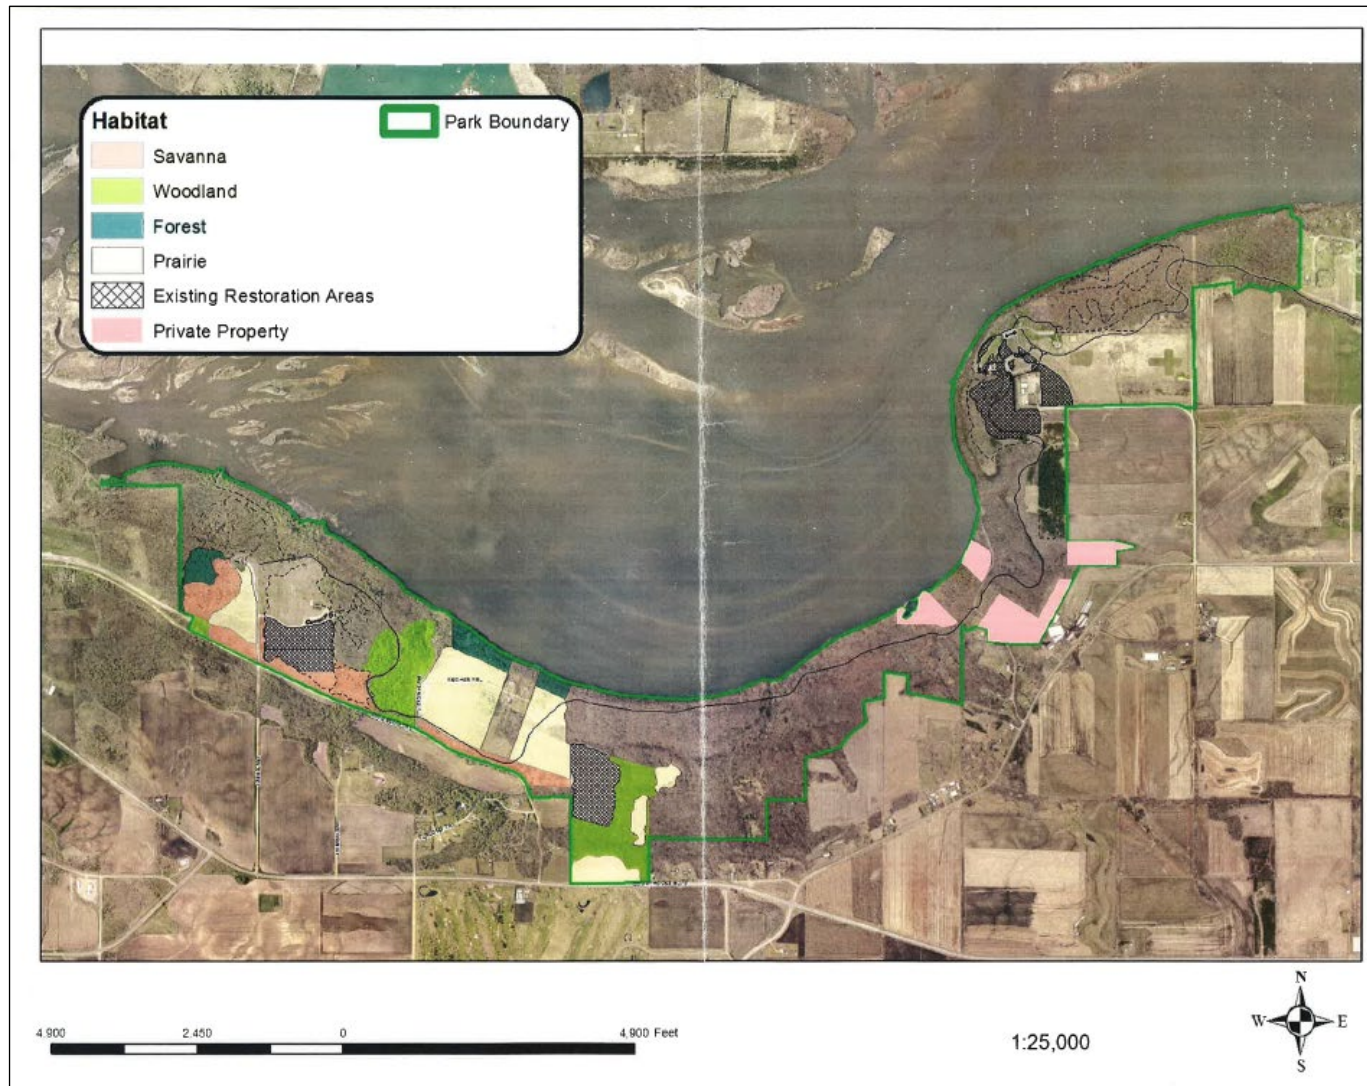 Habitat
Park Boundary
Savanna
Woodland
Forest
Prairie
Existing Restoration Areas
Private Property
4.900
2.450
0
4.900 Feet
1:25,000
N
W
E
S